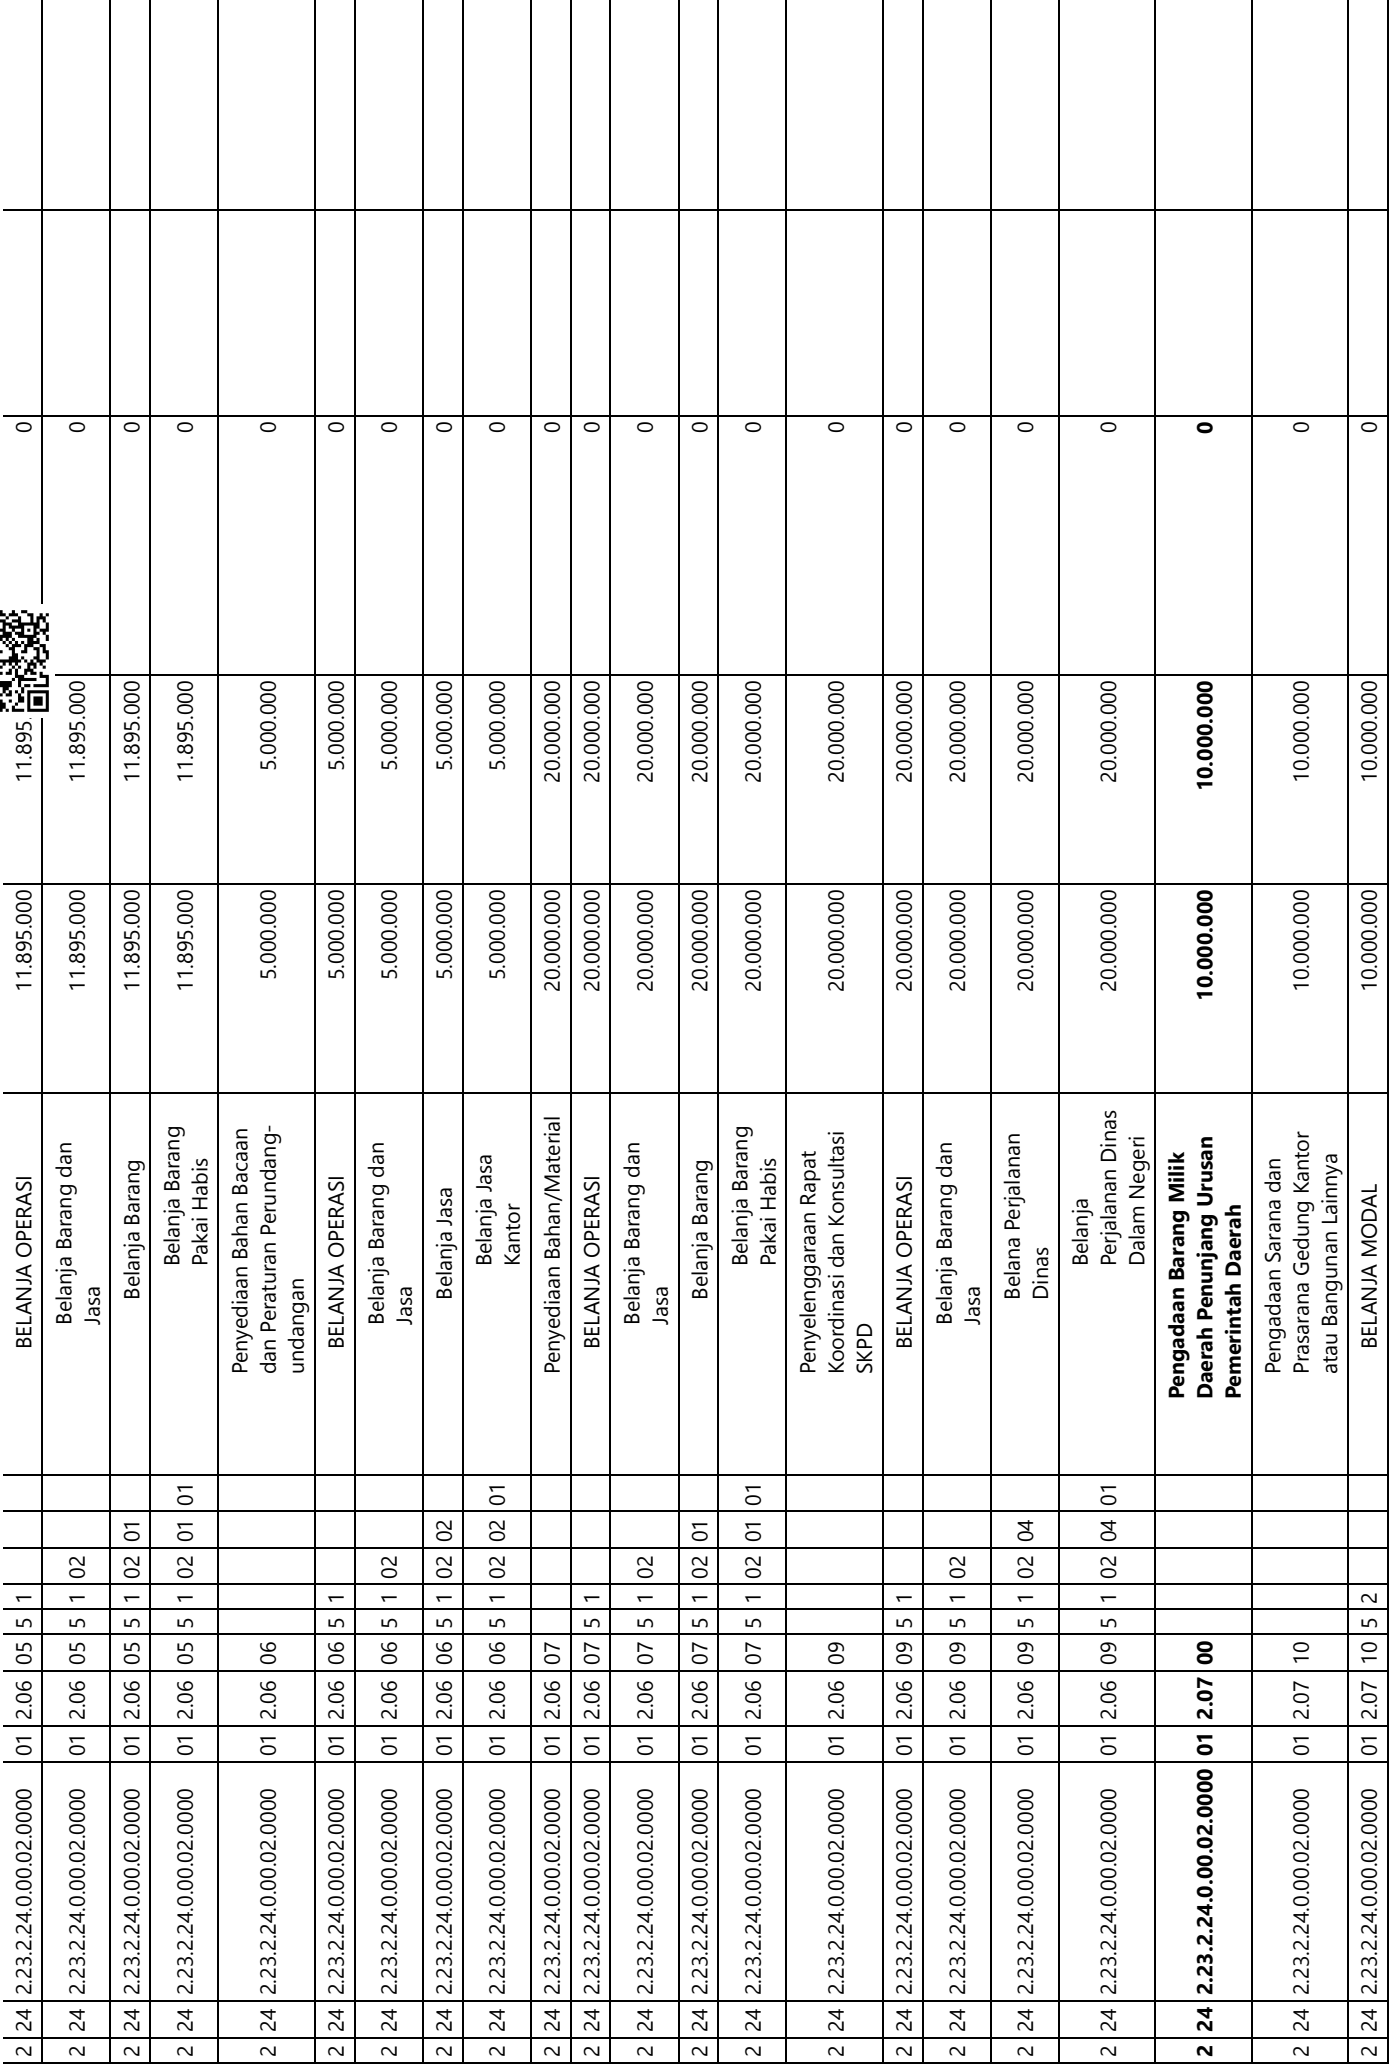 2 24 2.23.2.24.0.00.02.0000 01 2.06 05 5 1 BELANJA OPERASI 11.895.000 11.895. 0
2 24 2.23.2.24.0.00.02.0000 01 2.06 05 5 1 02 Belanja Barang dan 11.895.000 11.895.000 0
Jasa
2 24 2.23.2.24.0.00.02.0000 01 2.06 05 5 1 02 01 Belanja Barang 11.895.000 11.895.000 0
2 24 2.23.2.24.0.00.02.0000 01 2.06 05 5 1 02 01 01 Belanja Barang 11.895.000 11.895.000 0
Pakai Habis
2 24 2.23.2.24.0.00.02.0000 01 2.06 06 Penyediaan Bahan Bacaan 5.000.000 5.000.000 0
dan Peraturan Perundang-
undangan
2 24 2.23.2.24.0.00.02.0000 01 2.06 06 5 1 BELANJA OPERASI 5.000.000 5.000.000 0
2 24 2.23.2.24.0.00.02.0000 01 2.06 06 5 1 02 Belanja Barang dan 5.000.000 5.000.000 0
Jasa
2 24 2.23.2.24.0.00.02.0000 01 2.06 06 5 1 02 02 Belanja Jasa 5.000.000 5.000.000 0
2 24 2.23.2.24.0.00.02.0000 01 2.06 06 5 1 02 02 01 Belanja Jasa 5.000.000 5.000.000 0
Kantor
2 24 2.23.2.24.0.00.02.0000 01 2.06 07 Penyediaan Bahan/Material 20.000.000 20.000.000 0
2 24 2.23.2.24.0.00.02.0000 01 2.06 07 5 1 BELANJA OPERASI 20.000.000 20.000.000 0
2 24 2.23.2.24.0.00.02.0000 01 2.06 07 5 1 02 Belanja Barang dan 20.000.000 20.000.000 0
Jasa
2 24 2.23.2.24.0.00.02.0000 01 2.06 07 5 1 02 01 Belanja Barang 20.000.000 20.000.000 0
2 24 2.23.2.24.0.00.02.0000 01 2.06 07 5 1 02 01 01 Belanja Barang 20.000.000 20.000.000 0
Pakai Habis
2 24 2.23.2.24.0.00.02.0000 01 2.06 09 Penyelenggaraan Rapat 20.000.000 20.000.000 0
Koordinasi dan Konsultasi
SKPD
2 24 2.23.2.24.0.00.02.0000 01 2.06 09 5 1 BELANJA OPERASI 20.000.000 20.000.000 0
2 24 2.23.2.24.0.00.02.0000 01 2.06 09 5 1 02 Belanja Barang dan 20.000.000 20.000.000 0
Jasa
2 24 2.23.2.24.0.00.02.0000 01 2.06 09 5 1 02 04 Belana Perjalanan 20.000.000 20.000.000 0
Dinas
2 24 2.23.2.24.0.00.02.0000 01 2.06 09 5 1 02 04 01 Belanja 20.000.000 20.000.000 0
Perjalanan Dinas
Dalam Negeri
2 24 2.23.2.24.0.00.02.0000 01 2.07 00 Pengadaan Barang Milik 10.000.000 10.000.000 0
Daerah Penunjang Urusan
Pemerintah Daerah
2 24 2.23.2.24.0.00.02.0000 01 2.07 10 Pengadaan Sarana dan 10.000.000 10.000.000 0
Prasarana Gedung Kantor
atau Bangunan Lainnya
2 24 2.23.2.24.0.00.02.0000 01 2.07 10 5 2 BELANJA MODAL 10.000.000 10.000.000 0